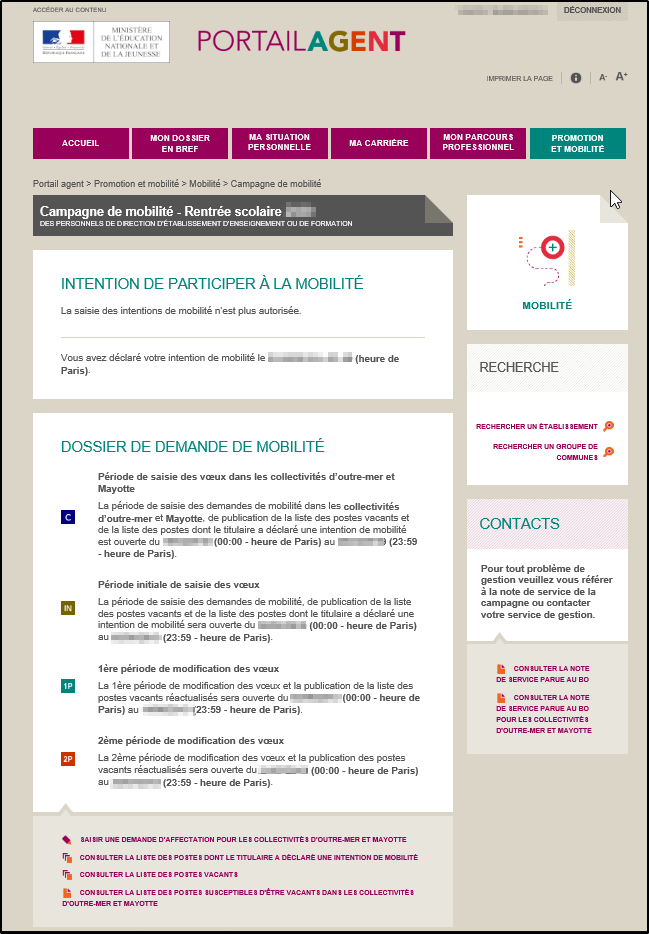 ACCÉDER AU CONTENU
DÉCONNEXION
MINISTÈRE
DE L'ÉDUCATION
NATIONALE ET
DE LA JEUNESSE
PORTAILAGENT
IMPRIMER LA PAGE
A-
A+
ACCUEIL
MON DOSSIER
EN BREF
MA SITUATION
PERSONNELLE
MA CARRIÈRE
MON PARCOURS
PROFESSIONNEL
PROMOTION
ET MOBILITÉ
Portail agent > Promotion et mobilité > Mobilité > Campagne de mobilité
Campagne de mobilité - Rentrée scolaire
DES PERSONNELS DE DIRECTION D'ÉTABLISSEMENT D'ENSEIGNEMENT OU DE FORMATION
INTENTION DE PARTICIPER À LA MOBILITÉ
La saisie des intentions de mobilité n'est plus autorisée.
Vous avez déclaré votre intention de mobilité le (heure de
Paris).
DOSSIER DE DEMANDE DE MOBILITÉ
Période de saisie des vœux dans les collectivités d'outre-mer et
Mayotte
C
La période de saisie des demandes de mobilité dans les collectivités
d'outre-mer et Mayotte, de publication de la liste des postes vacants et
de la liste des postes dont le titulaire a déclaré une intention de mobilité
est ouverte du (00:00 - heure de Paris) au (23:59
- heure de Paris).
Période initiale de saisie des vœux
IN
La période de saisie des demandes de mobilité, de publication de la liste
des postes vacants et de la liste des postes dont le titulaire a déclaré une
intention de mobilité sera ouverte du (00:00 - heure de Paris)
au (23:59 - heure de Paris).
1ère période de modification des vœux
1P
La 1ère période de modification des vœux et la publication de la liste des
postes vacants réactualisés sera ouverte du (00:00 - heure de
Paris) au (23:59 - heure de Paris).
2ème période de modification des vœux
2P
La 2ème période de modification des vœux et la publication des postes
vacants réactualisés sera ouverte du (00:00 - heure de Paris)
au (23:59 - heure de Paris).
SAISIR UNE DEMANDE D'AFFECTATION POUR LES COLLECTIVITÉS D'OUTRE-MER ET MAYOTTE
CONSULTER LA LISTE DES POSTES DONT LE TITULAIRE A DÉCLARÉ UNE INTENTION DE MOBILITÉ
CONSULTER LA LISTE DES POSTES VACANTS
CONSULTER LA LISTE DES POSTES SUSCEPTIBLES D'ÊTRE VACANTS DANS LES COLLECTIVITÉS
D'OUTRE-MER ET MAYOTTE
MOBILITÉ
RECHERCHE
RECHERCHER UN ÉTABLISSEMENT
RECHERCHER UN GROUPE DE
COMMUNES
CONTACTS
Pour tout problème de
gestion veuillez vous référer
à la note de service de la
campagne ou contacter
votre service de gestion.
CONSULTER LA NOTE
DE SERVICE PARUE AU BO
CONSULTER LA NOTE
DE SERVICE PARUE AU BO
POUR LES COLLECTIVITÉS
D'OUTRE-MER ET MAYOTTE